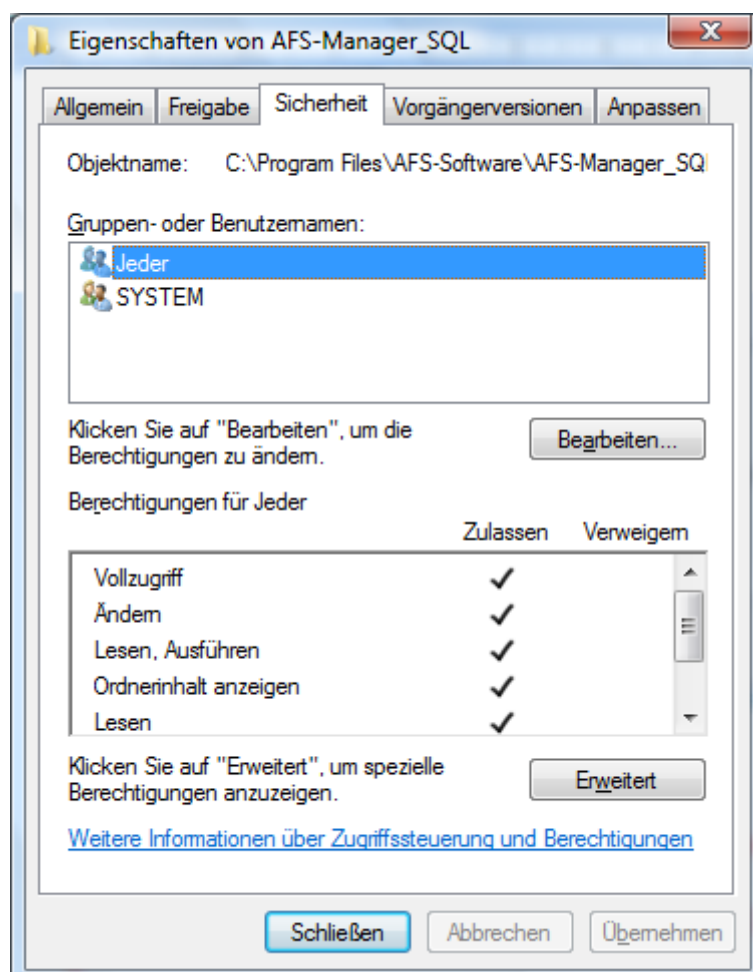 Eigenschaften von AFS-Manager_SQL
Allgemein Freigabe Sicherheit Vorgängerversionen Anpassen
Objektname: C:\Program Files\AFS-Software\AFS-Manager_SQ
Gruppen- oder Benutzernamen:
Jeder
SYSTEM
Klicken Sie auf "Bearbeiten", um die
Berechtigungen zu ändern.
Bearbeiten...
Berechtigungen für Jeder
Zulassen Verweigern
Vollzugriff
Ändern
Lesen, Ausführen
Ordnerinhalt anzeigen
Lesen
Klicken Sie auf "Erweitert", um spezielle
Berechtigungen anzuzeigen.
Erweitert
Weitere Informationen über Zugriffssteuerung und Berechtigungen
Schließen Abbrechen Übernehmen